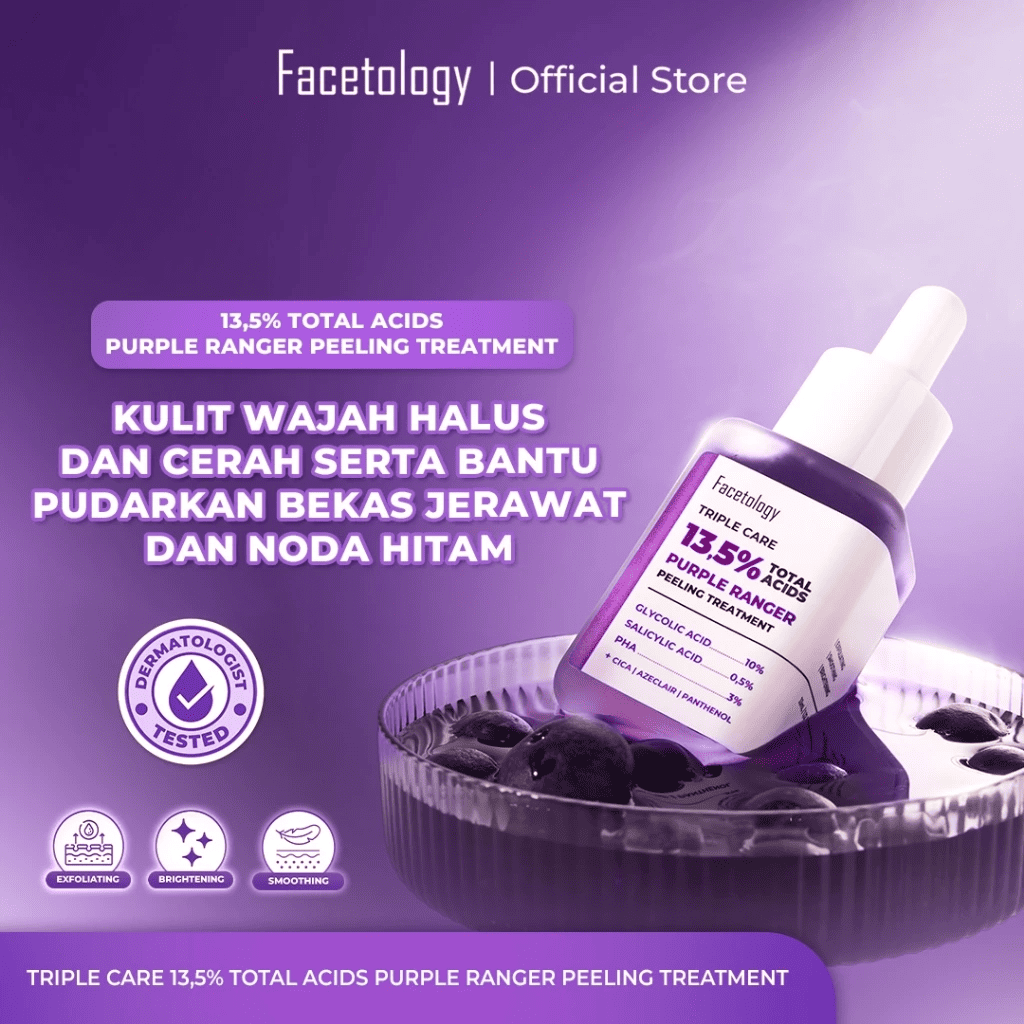 Facetology | Official Store
13,5% TOTAL ACIDS
PURPLE RANGER PEELING TREATMENT
KULIT WAJAH HALUS
DAN CERAH SERTA BANTU
PUDARKAN BEKAS JERAWAT
DAN NODA HITAM
DERMATOLOGIST
TESTED
EXFOLIATING
BRIGHTENING
SMOOTHING
Facetology
TRIPLE CARE
13,5% TOTAL ACIDS
PURPLE RANGER
PEELING TREATMENT
GLYCOLIC ACID 10%
SALICYLIC ACID 0,5%
PHA 3%
+ CICA | AZECLAIR | PANTHENOL
TRIPLE CARE 13,5% TOTAL ACIDS PURPLE RANGER PEELING TREATMENT